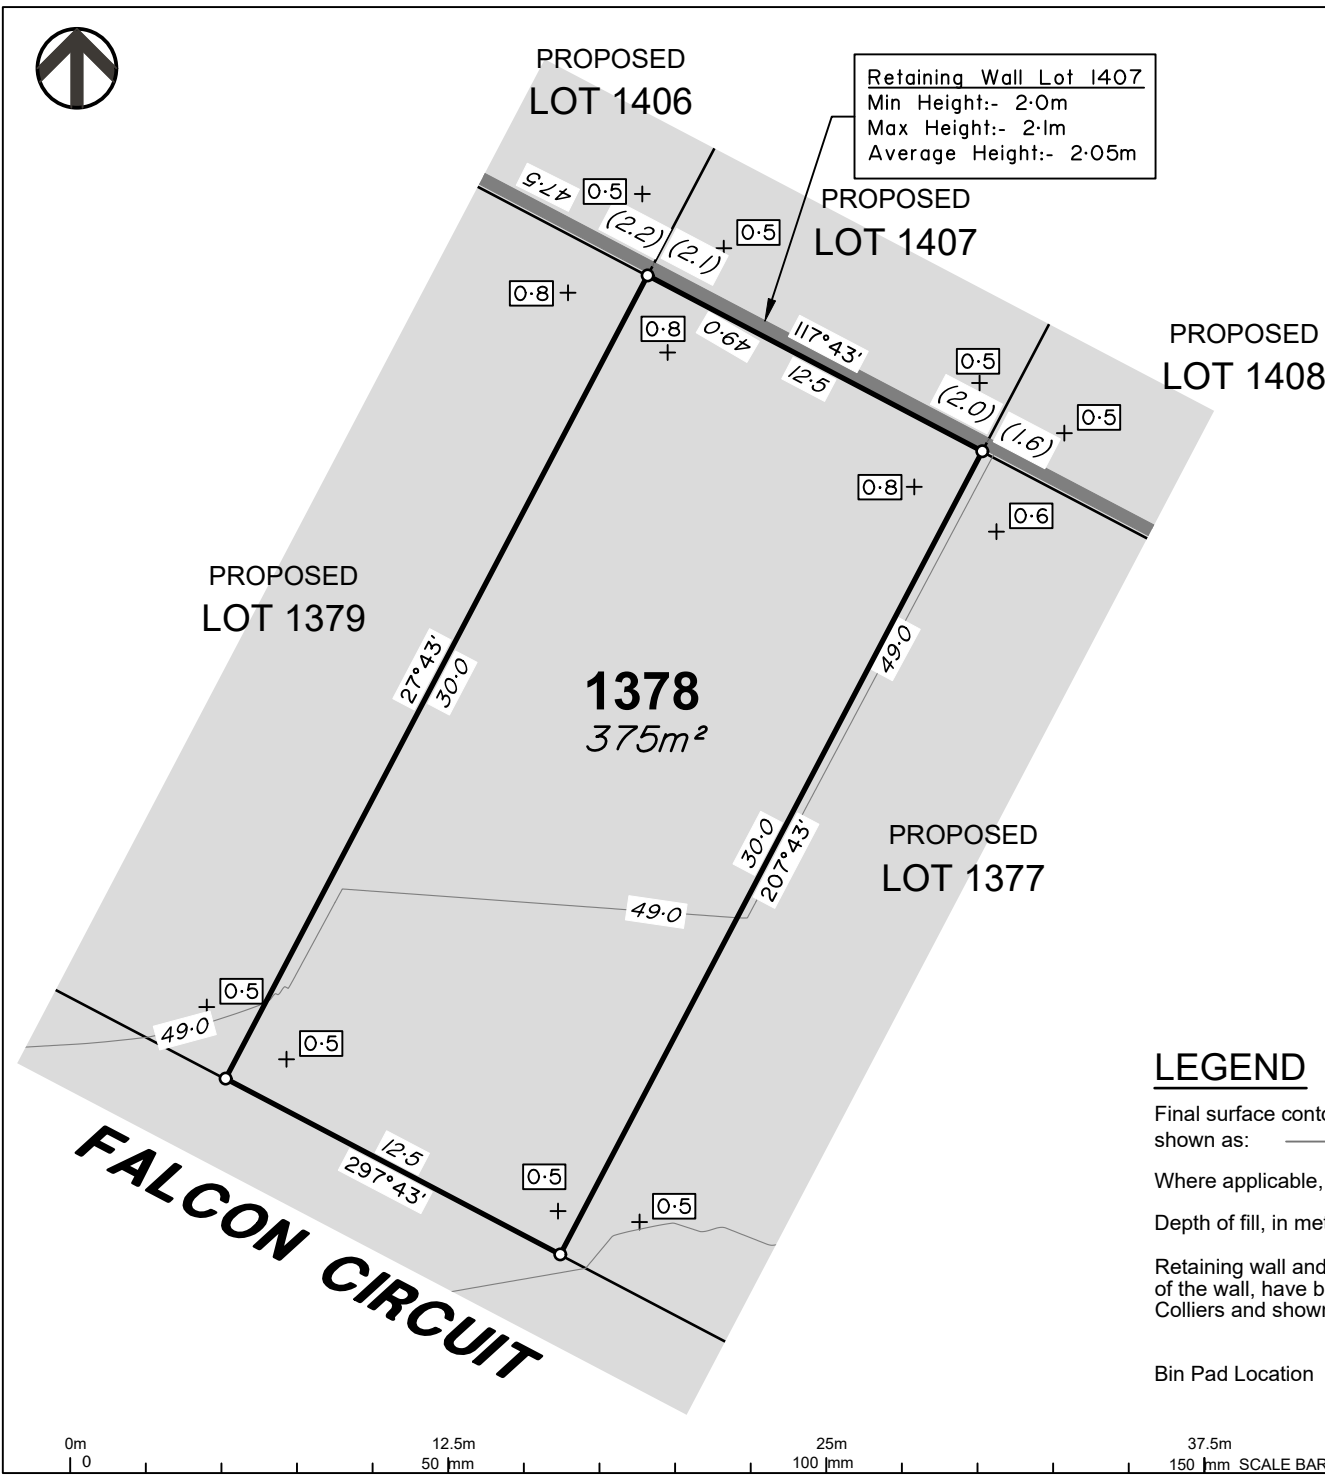 PROPOSED
LOT 1406
Retaining Wall Lot 1407
Min Height:- 2·0m
Max Height:- 2·1m
Average Height:- 2·05m
PROPOSED
LOT 1407
PROPOSED
LOT 1408
47·5
0·5
(2.2)
(2.1)
0·5
0·8
0·8
49·0
117°43'
12·5
0·5
(2.0)
(1.6)
0·5
0·8
0·6
PROPOSED
LOT 1379
27°43'
30·0
49·0
1378
375m²
30·0
207°43'
PROPOSED
LOT 1377
49·0
0·5
49·0
0·5
12·5
297°43'
0·5
0·5
FALCON CIRCUIT
LEGEND
Final surface conto
shown as:
Where applicable,
Depth of fill, in met
Retaining wall and
of the wall, have b
Colliers and shown
Bin Pad Location
0m 12.5m 25m 37.5m
0 50 mm 100 mm 150 mm SCALE BAR